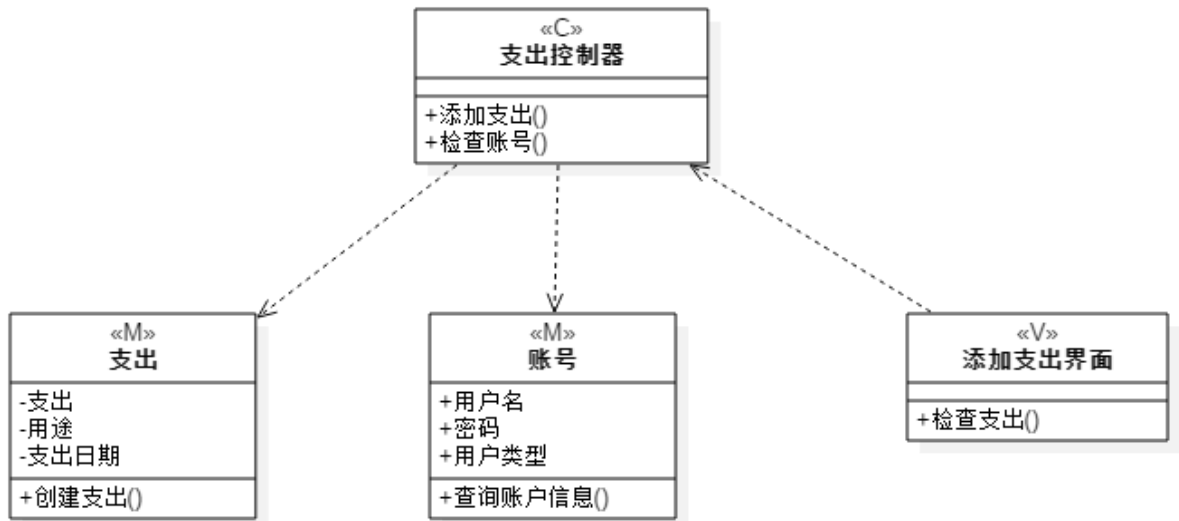 «C»
支出控制器
+添加支出()
+检查账号()
«M»
支出
-支出
-用途
-支出日期
+创建支出()
«M»
账号
+用户名
+密码
+用户类型
+查询账户信息()
«V»
添加支出界面
+检查支出()